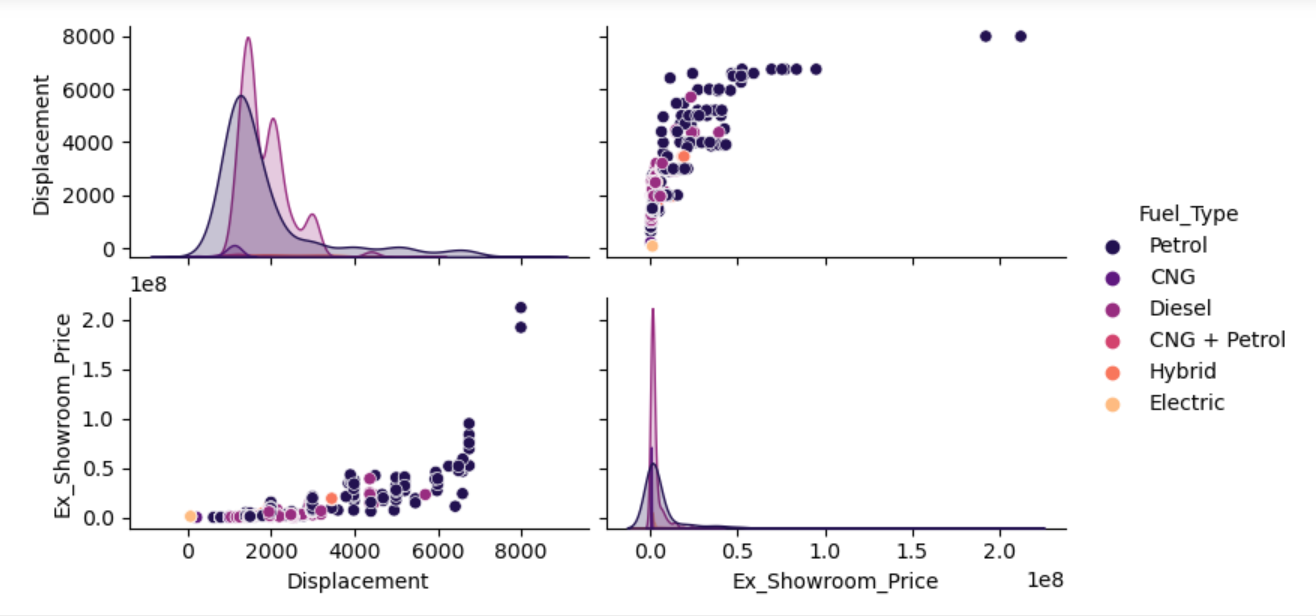 Displacement
8000
6000
4000
2000
0
1e8
Ex_Showroom_Price
2.0
1.5
1.0
0.5
0.0
0 2000 4000 6000 8000
Displacement
0.0 0.5 1.0 1.5 2.0
Ex_Showroom_Price 1e8
Fuel_Type
Petrol
CNG
Diesel
CNG + Petrol
Hybrid
Electric